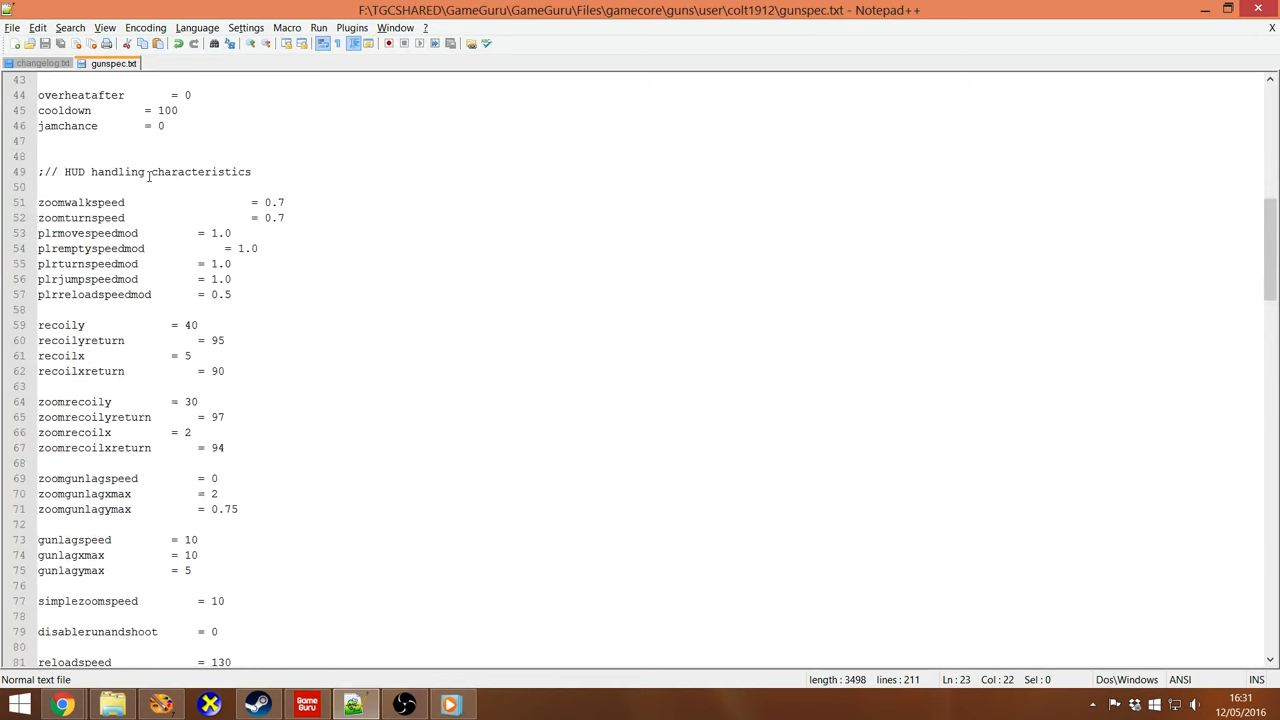 F:\TGCSHARED\GameGuru\GameGuru\Files\gamecore\guns\user\colt1912\gunspec.txt - Notepad++
File Edit Search View Encoding Language Settings Macro Run Plugins Window ? X
changelog.txt gunspec.txt
43
44 overheatafter = 0
45 cooldown = 100
46 jamchance = 0
47
48
49 ;// HUD handling characteristics
50
51 zoomwalkspeed = 0.7
52 zoomturnspeed = 0.7
53 plrmovespeedmod = 1.0
54 plremptyspeedmod = 1.0
55 plrturnspeedmod = 1.0
56 plrjumpspeedmod = 1.0
57 plrreloadspeedmod = 0.5
58
59 recoily = 40
60 recoilyreturn = 95
61 recoilx = 5
62 recoilxreturn = 90
63
64 zoomrecoily = 30
65 zoomrecoilyreturn = 97
66 zoomrecoilx = 2
67 zoomrecoilxreturn = 94
68
69 zoomgunlagspeed = 0
70 zoomgunlagxmax = 2
71 zoomgunlagymax = 0.75
72
73 gunlagspeed = 10
74 gunlagxmax = 10
75 gunlagymax = 5
76
77 simplezoomspeed = 10
78
79 disablerunandshoot = 0
80
81 reloadspeed = 130
Normal text file length : 3498 lines : 211 Ln : 23 Col : 22 Sel : 0 Dos\Windows ANSI INS
Game Guru
16:31
12/05/2016